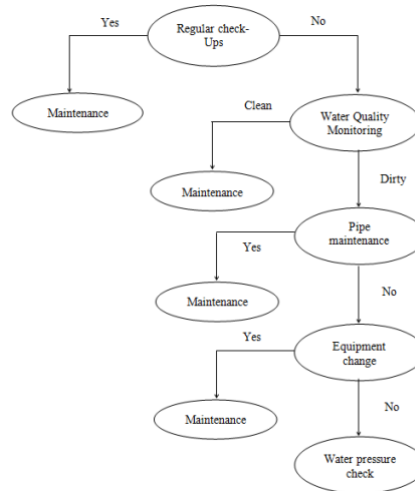 Yes
Regular check-
Ups
No
Maintenance
Clean
Water Quality
Monitoring
Maintenance
Dirty
Yes
Pipe
maintenance
Maintenance
No
Yes
Equipment
change
Maintenance
No
Water pressure
check